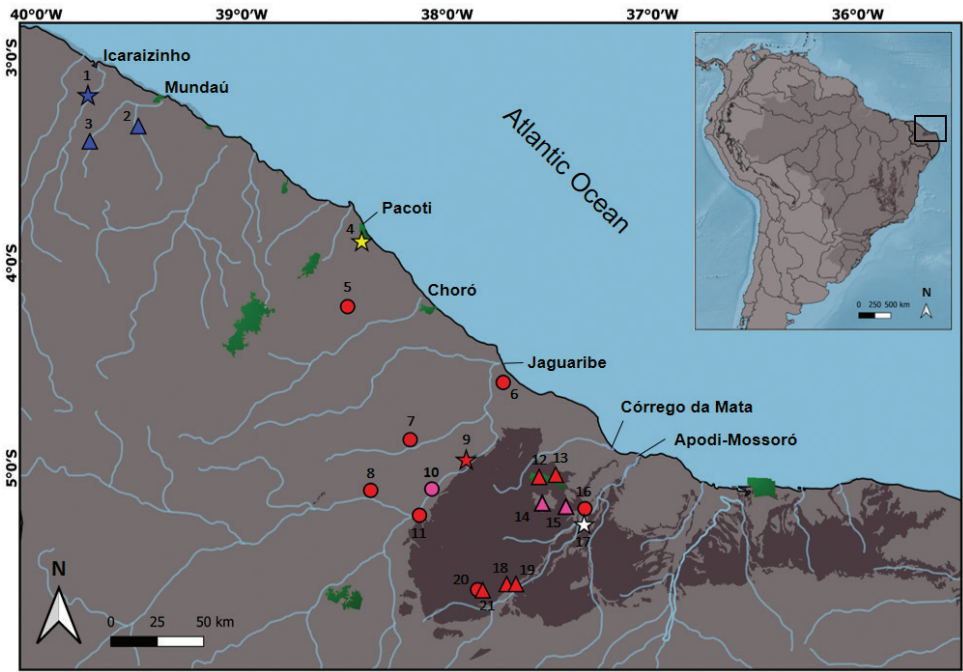 40°0'0"W 39°0'W 38°0'W 37°0'W 36°0'W
3°0'S
4°0'S
5°0'S
Icaraizinho
1
Mundaú
2
3
Atlantic Ocean
Pacoti
4
5
Choró
Jaguaribe
6
Córrego da Mata
Apodi-Mossoró
7
8
9
10
11
12
13
14
15
16
17
18
19
20
21
N
0 25 50 km
N
0 250 500 km